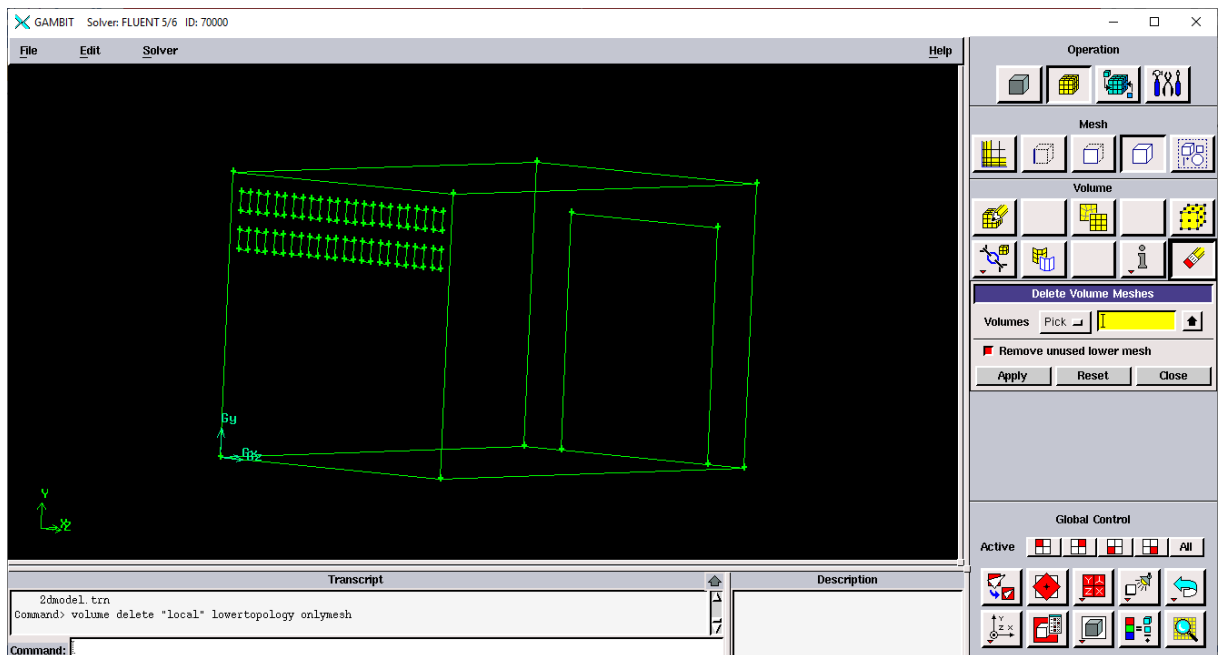 GAMBIT Solver: FLUENT 5/6 ID: 70000
File Edit Solver Help
Operation
Mesh
Volume
Delete Volume Meshes
Volumes Pick
Remove unused lower mesh
Apply Reset Close
Gy
Y
Global Control
Active All
Transcript
2dmodel.trn
Command> volume delete "local" lowertopology onlymesh
Command:
Description